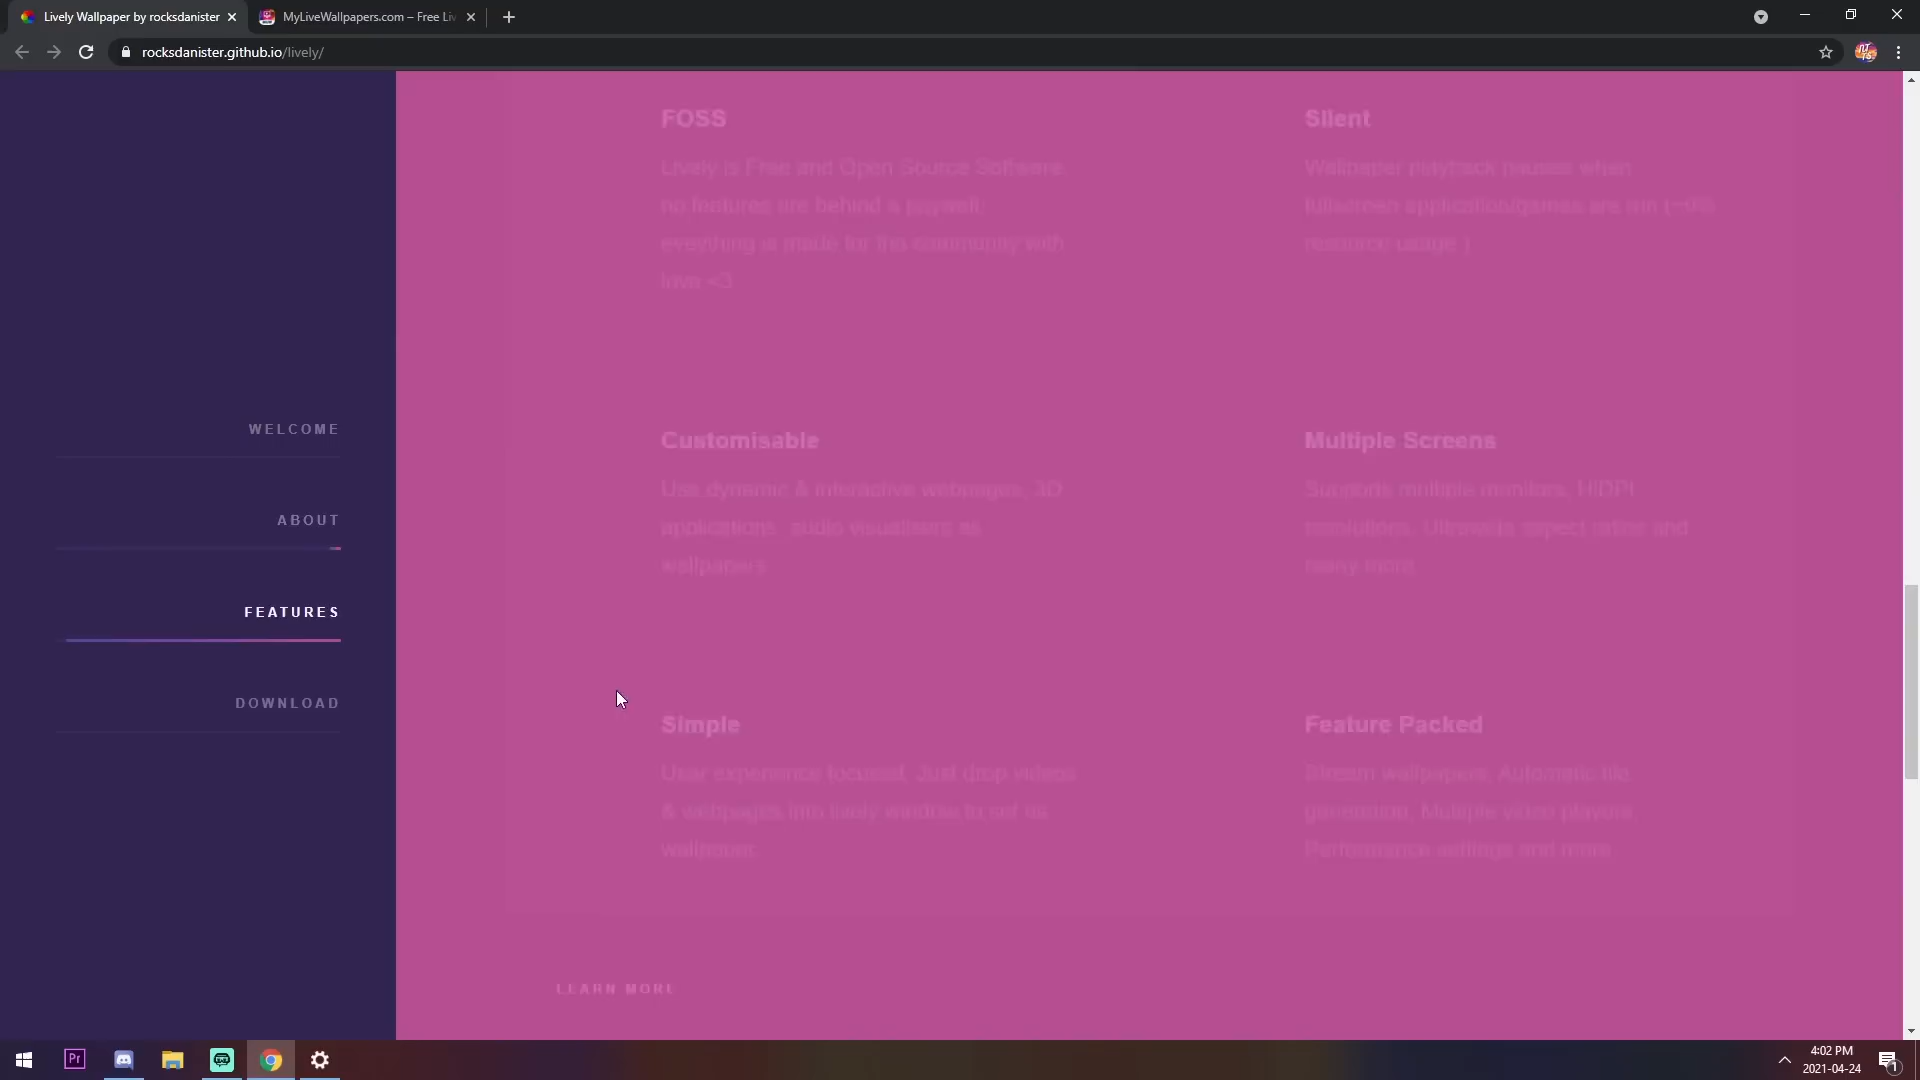 Lively Wallpaper by rocksdanister
MyLiveWallpapers.com – Free Liv
rocksdanister.github.io/lively/
WELCOME
ABOUT
FEATURES
DOWNLOAD
FOSS
Lively is Free and Open Source Software
no features are behind a paywall
everything is made for the community with
love <3
Silent
Wallpaper playback pauses when
fullscreen application/games are run (~0%
resource usage )
Customisable
Use dynamic & interactive webpages, 3D
applications, audio visualisers as
wallpapers
Multiple Screens
Supports multiple monitors, HiDPI
resolutions, Ultrawide aspect ratios and
many more
Simple
User experience focused, Just drop videos
& webpages into lively window to set as
wallpaper
Feature Packed
Stream wallpapers, Automatic tile
generation, Multiple video players
Performance settings and more
LEARN MORE
Pr
4:02 PM
2021-04-24
1